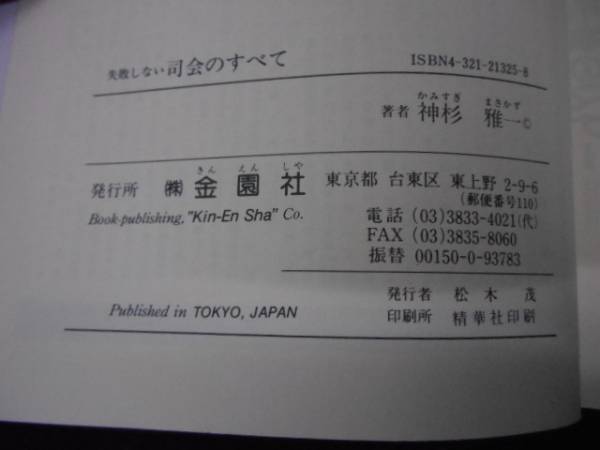 失敗しない司会のすべて
ISBN4-321-21325-8
かみすぎ まさかず
著者 神杉 雅一©
きん えん しゃ
発行所 ㈱ 金園社
Book-publishing, "Kin-En Sha" Co.
東京都 台東区 東上野 2-9-6
(郵便番号110)
電話 (03)3833-4021(代)
FAX (03)3835-8060
振替 00150-0-93783
Published in TOKYO, JAPAN
発行者 松木 茂
印刷所 精華社印刷